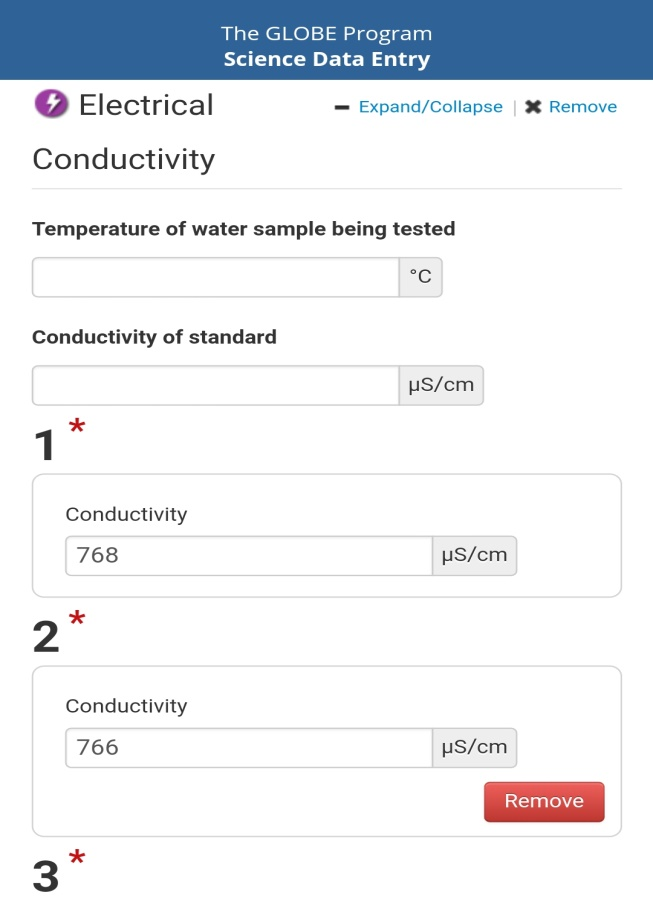 The GLOBE Program
Science Data Entry
Electrical Conductivity
Expand/Collapse | Remove
Temperature of water sample being tested
°C
Conductivity of standard
µS/cm
1 *
Conductivity
768 µS/cm
2 *
Conductivity
766 µS/cm
Remove
3 *